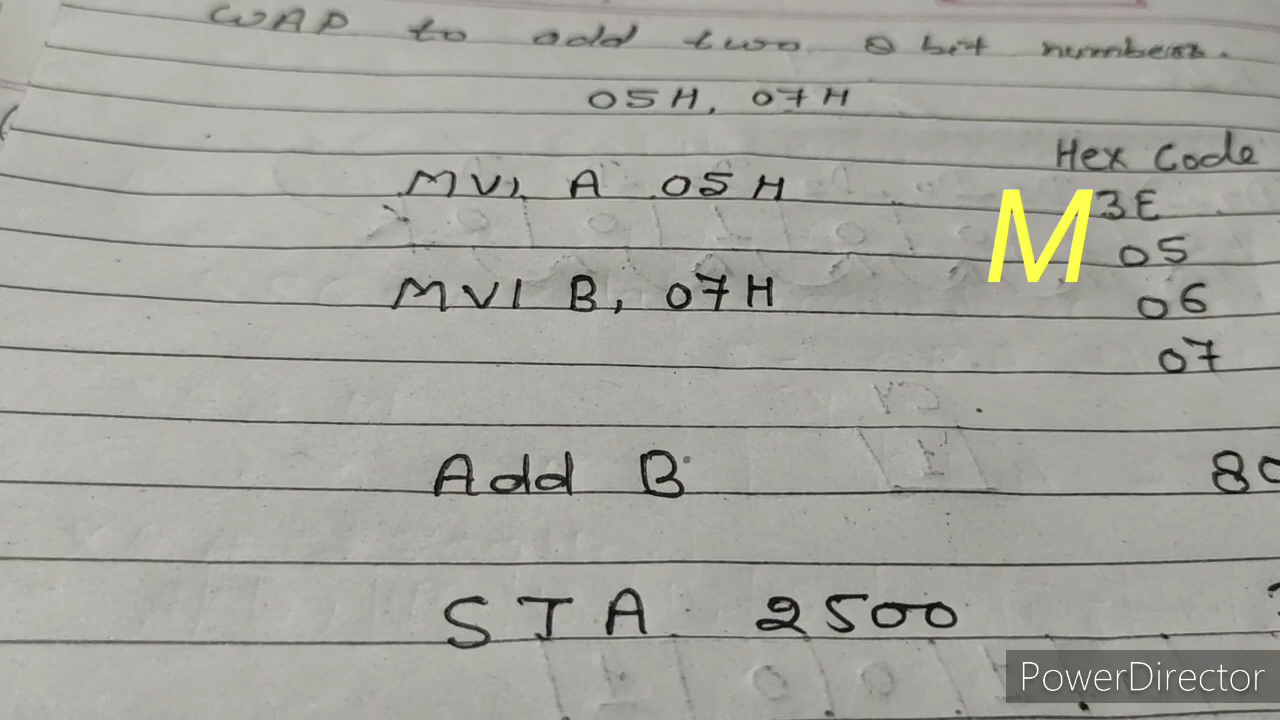 WAP to add two 8 bit numbers.
05H, 07H
Hex Code
MVI A 05H 3E
M
05
MVI B, 07H 06
07
Add B 80
STA 2500
PowerDirector